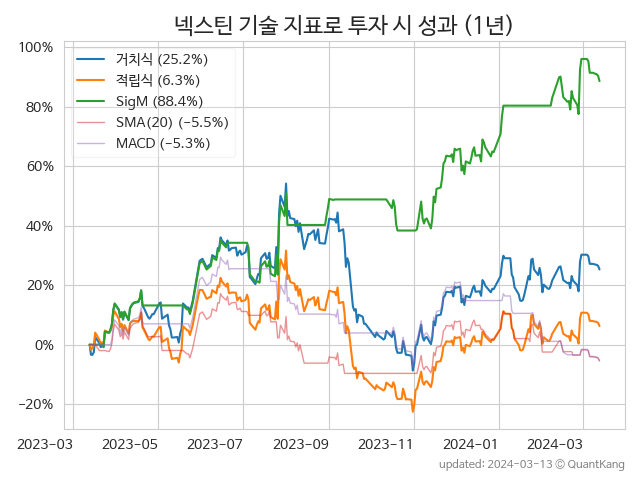 넥스틴 기술 지표로 투자 시 성과 (1년)
100%
80%
60%
40%
20%
0%
−20%
거치식 (25.2%)
적립식 (6.3%)
SigM (88.4%)
SMA(20) (−5.5%)
MACD (−5.3%)
2023-03
2023-05
2023-07
2023-09
2023-11
2024-01
2024-03
updated: 2024-03-13 ⓒ QuantKang